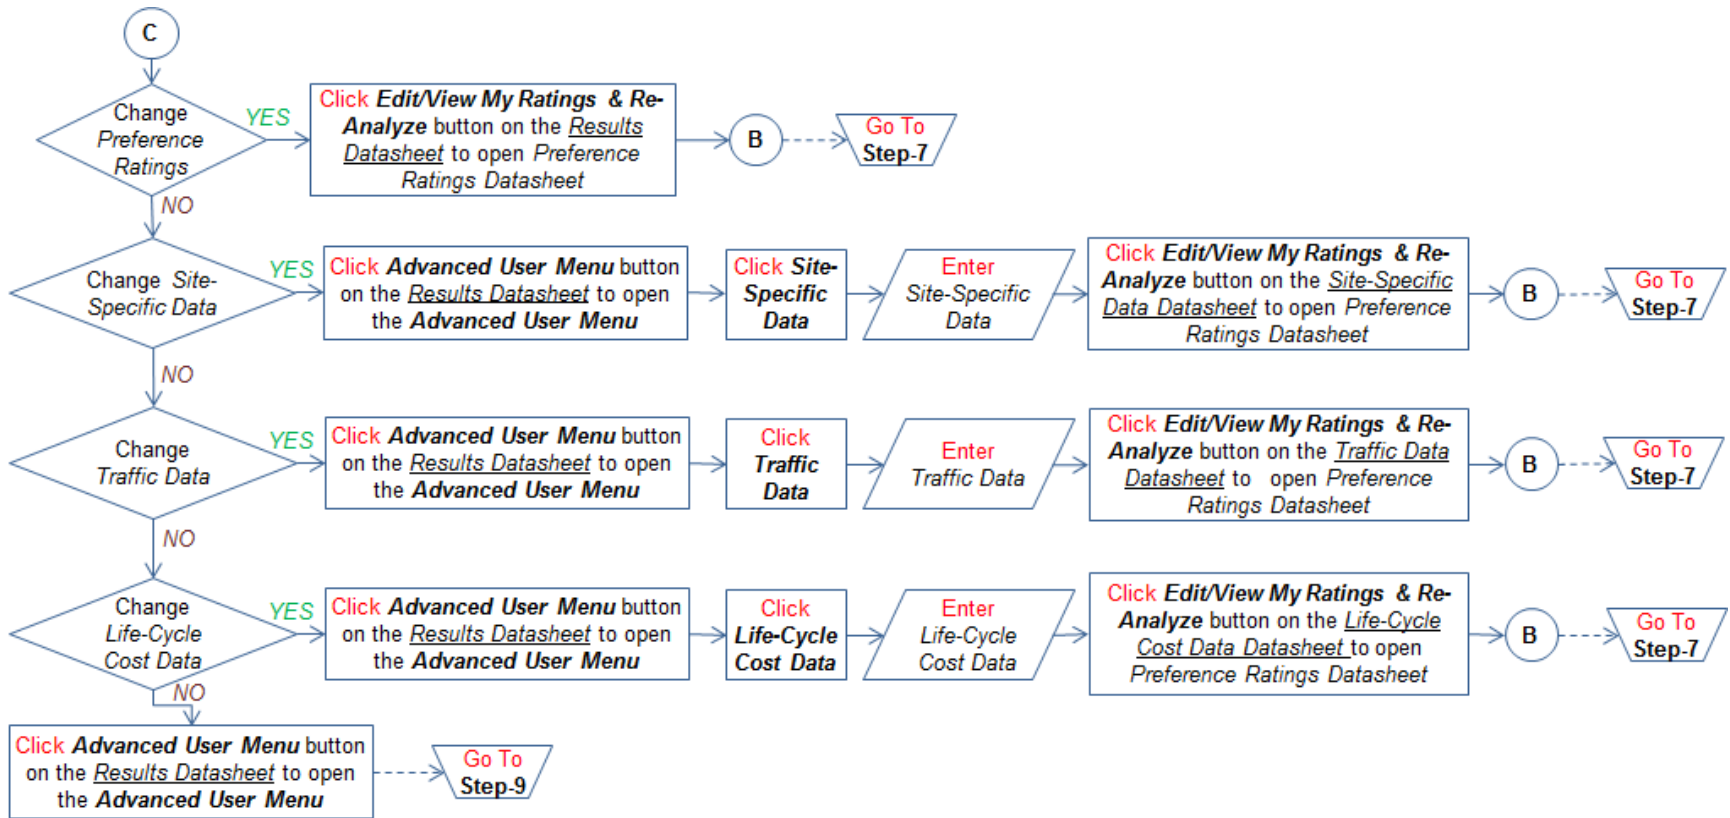 C
Change
Preference
Ratings
YES
Click Edit/View My Ratings & Re-
Analyze button on the Results
Datasheet to open Preference
Ratings Datasheet
B
Go To
Step-7
NO
Change Site-
Specific Data
YES
Click Advanced User Menu button
on the Results Datasheet to open
the Advanced User Menu
Click Site-
Specific
Data
Enter
Site-Specific
Data
Click Edit/View My Ratings & Re-
Analyze button on the Site-Specific
Data Datasheet to open Preference
Ratings Datasheet
B
Go To
Step-7
NO
Change
Traffic Data
YES
Click Advanced User Menu button
on the Results Datasheet to open
the Advanced User Menu
Click
Traffic
Data
Enter
Traffic Data
Click Edit/View My Ratings & Re-
Analyze button on the Traffic Data
Datasheet to open Preference
Ratings Datasheet
B
Go To
Step-7
NO
Change
Life-Cycle
Cost Data
YES
Click Advanced User Menu button
on the Results Datasheet to open
the Advanced User Menu
Click
Life-Cycle
Cost Data
Enter
Life-Cycle
Cost Data
Click Edit/View My Ratings & Re-
Analyze button on the Life-Cycle
Cost Data Datasheet to open
Preference Ratings Datasheet
B
Go To
Step-7
NO
Click Advanced User Menu button
on the Results Datasheet to open
the Advanced User Menu
Go To
Step-9